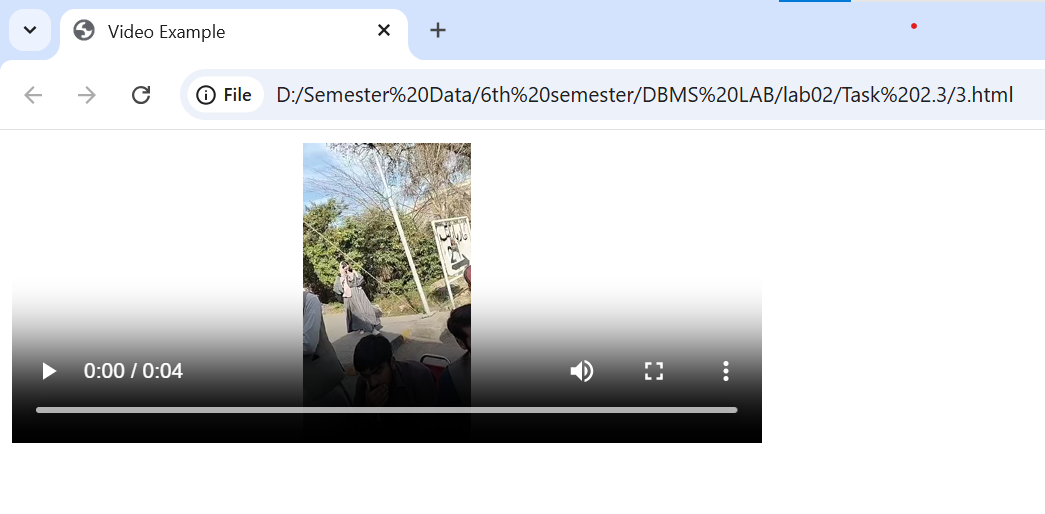 Video Example
File
D:/Semester%20Data/6th%20semester/DBMS%20LAB/lab02/Task%202.3/3.html
0:00 / 0:04